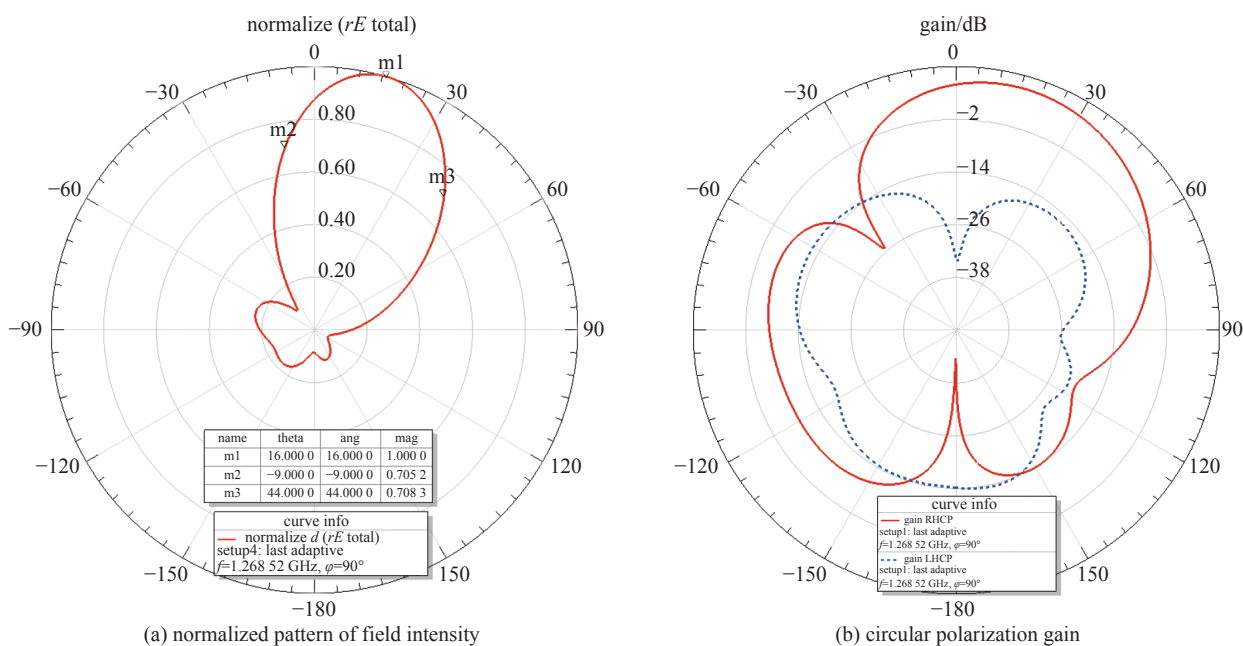 normalize (rE total)
0
m1
−30
30
0.80
m2
0.60
m3
−60
60
0.40
0.20
−90
90
name theta ang mag
m1 16.000 0 16.000 0 1.000 0
m2 −9.000 0 −9.000 0 0.705 2
m3 44.000 0 44.000 0 0.708 3
−120
120
curve info
normalize d (rE total)
setup4: last adaptive
f=1.268 52 GHz, φ=90°
−150
150
−180
(a) normalized pattern of field intensity
gain/dB
0
−30
30
−2
−14
−60
60
−26
−38
−90
90
−120
120
curve info
gain RHCP
setup1: last adaptive
f=1.268 52 GHz, φ=90°
gain LHCP
setup1: last adaptive
f=1.268 52 GHz, φ=90°
−150
150
−180
(b) circular polarization gain